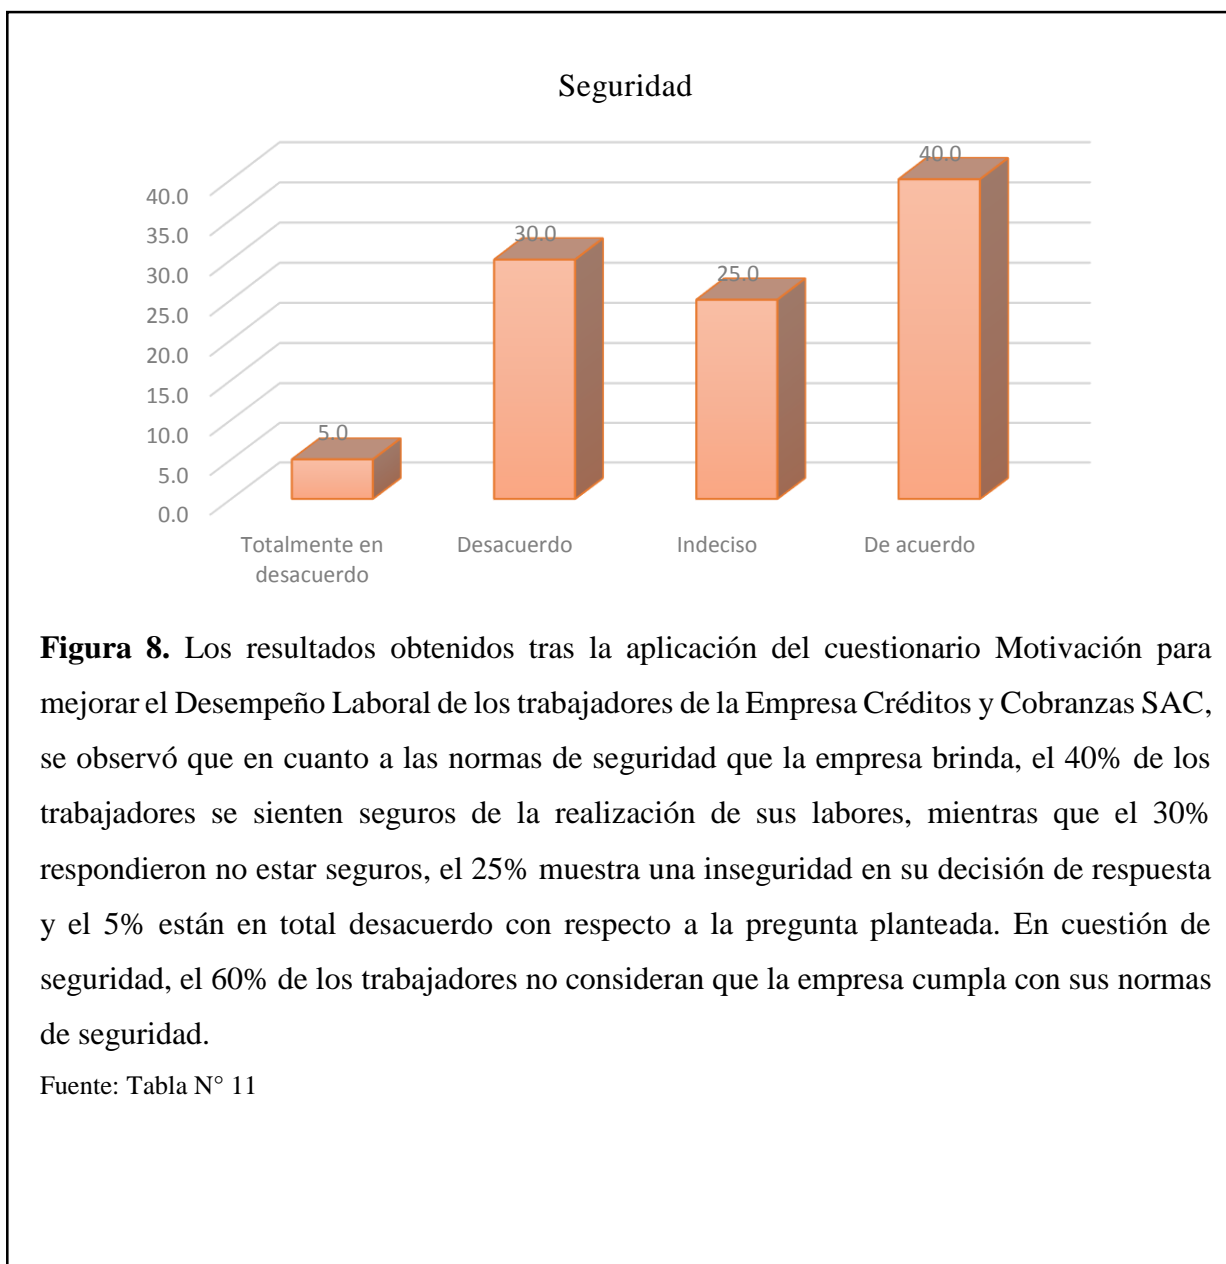 Seguridad
40.0
35.0
30.0
25.0
20.0
15.0
10.0
5.0
0.0
5.0
30.0
25.0
40.0
Totalmente en
desacuerdo
Desacuerdo
Indeciso
De acuerdo
Figura 8. Los resultados obtenidos tras la aplicación del cuestionario Motivación para
mejorar el Desempeño Laboral de los trabajadores de la Empresa Créditos y Cobranzas SAC,
se observó que en cuanto a las normas de seguridad que la empresa brinda, el 40% de los
trabajadores se sienten seguros de la realización de sus labores, mientras que el 30%
respondieron no estar seguros, el 25% muestra una inseguridad en su decisión de respuesta
y el 5% están en total desacuerdo con respecto a la pregunta planteada. En cuestión de
seguridad, el 60% de los trabajadores no consideran que la empresa cumpla con sus normas
de seguridad.
Fuente: Tabla N° 11